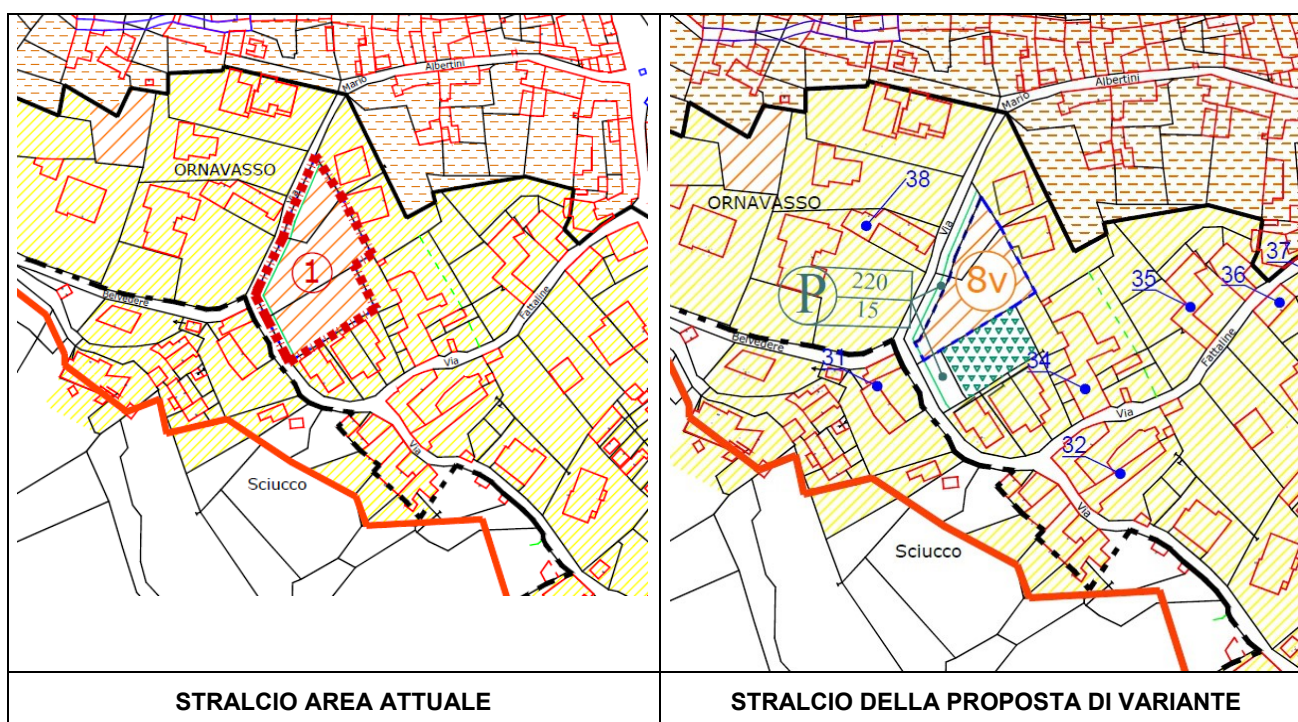 Mario
Albertini
ORNAVASSO
Via
1
Belvedere
Fattaline
Via
Via
Sciucco
STRALCIO AREA ATTUALE
Mario
Albertini
38
ORNAVASSO
Via
37
36
35
8v
P
220
15
Fattaline
Belvedere
31
34
Via
32
Via
Sciucco
STRALCIO DELLA PROPOSTA DI VARIANTE